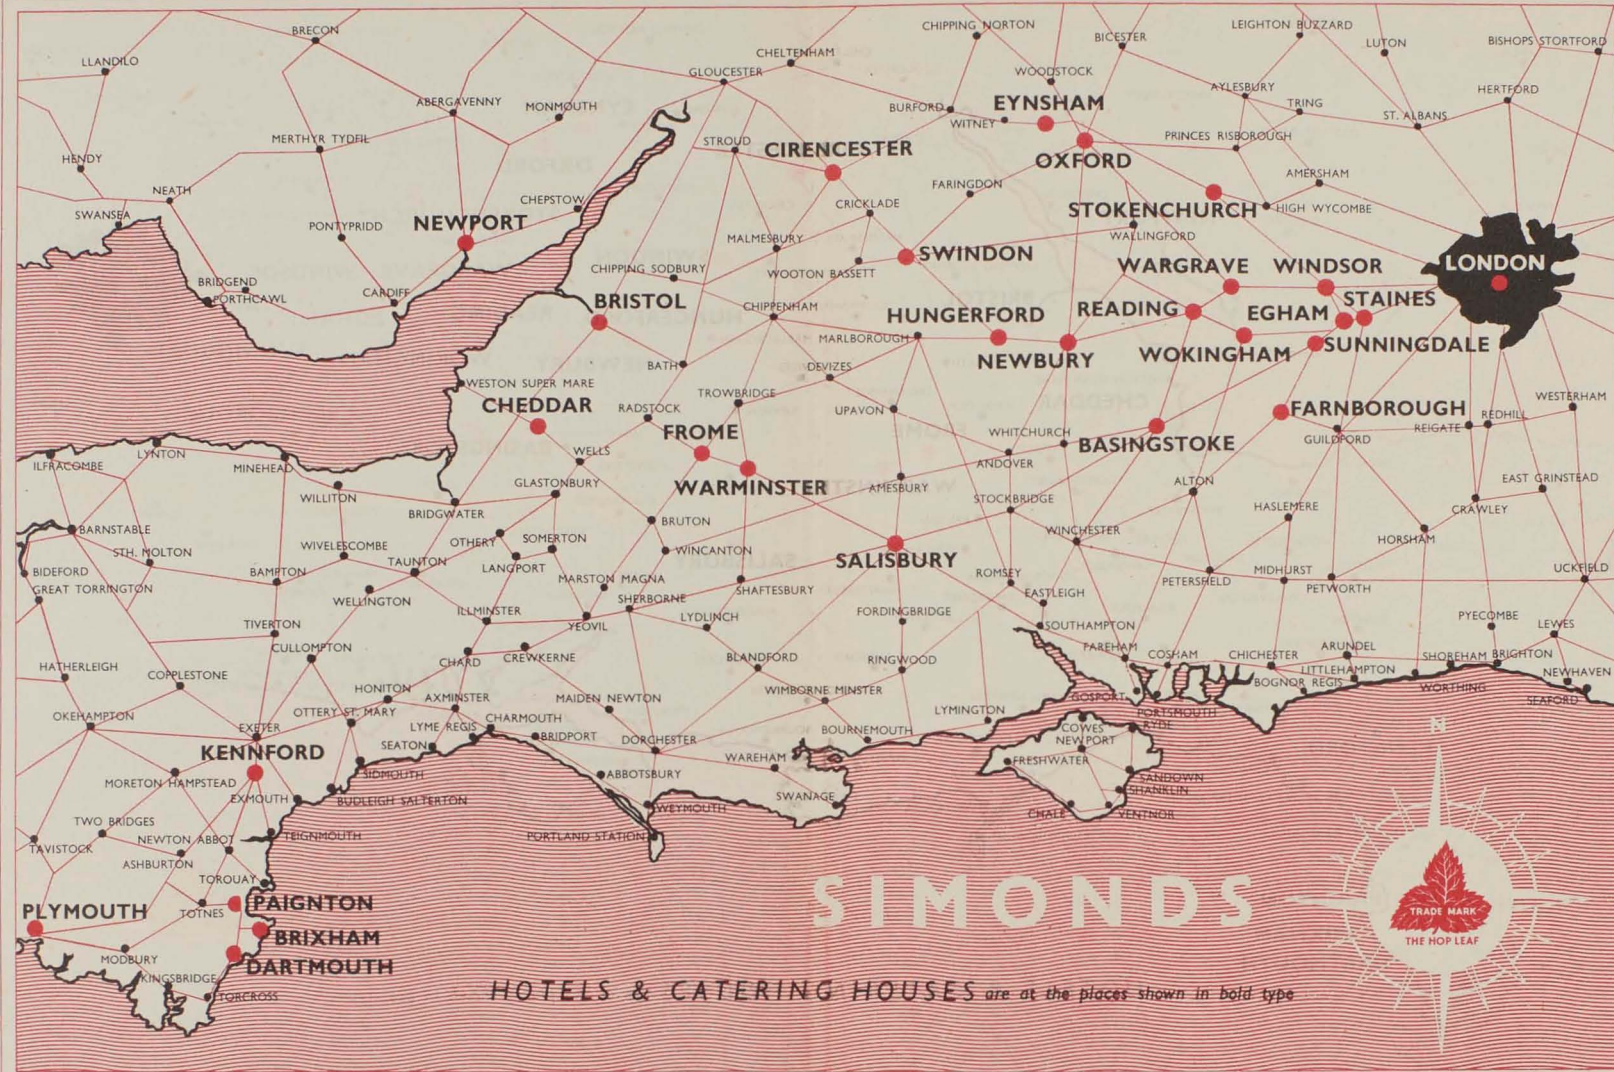 BRECON
CHIPPING NORTON
LEIGHTON BUZZARD
BICESTER
LUTON
BISHOPS STORTFORD
CHELTENHAM
LLANDILO
GLOUCESTER
WOODSTOCK
AYLESBURY
HERTFORD
ABERGAVENNY
MONMOUTH
BURFORD
EYNSHAM
TRING
WITNEY
ST. ALBANS
MERTHYR TYDFIL
STROUD
CIRENCESTER
PRINCES RISBOROUGH
HENDY
OXFORD
AMERSHAM
NEATH
FARINGDON
CHEPSTOW
CRICKLADE
STOKENCHURCH
HIGH WYCOMBE
SWANSEA
NEWPORT
PONTYPRIDD
MALMESBURY
WALLINGFORD
SWINDON
CHIPPING SODBURY
WOOTON BASSETT
WARGRAVE
WINDSOR
LONDON
BRIDGEND
PORTHCAWL
CARDIFF
BRISTOL
CHIPPENHAM
STAINES
HUNGERFORD
READING
EGHAM
MARLBOROUGH
SUNNINGDALE
NEWBURY
WOKINGHAM
BATH
DEVIZES
WESTON SUPER MARE
TROWBRIDGE
WESTERHAM
CHEDDAR
RADSTOCK
UPAVON
FARNBOROUGH
REDHILL
REIGATE
FROME
WHITCHURCH
BASINGSTOKE
GUILDFORD
LYNTON
WELLS
ANDOVER
ILFRACOMBE
MINEHEAD
GLASTONBURY
WARMINSTER
AMESBURY
ALTON
EAST GRINSTEAD
WILLITON
STOCKBRIDGE
BRIDGWATER
HASLEMERE
CRAWLEY
BARNSTABLE
BRUTON
WINCHESTER
HORSHAM
OTHERY
SOMERTON
WIVELESCOMBE
STH. MOLTON
WINCANTON
SALISBURY
TAUNTON
LANGPORT
BIDEFORD
BAMPTON
MARSTON MAGNA
ROMSEY
PETERSFIELD
MIDHURST
UCKFIELD
GREAT TORRINGTON
SHAFTESBURY
PETWORTH
EASTLEIGH
WELLINGTON
SHERBORNE
ILLMINSTER
LYDLINCH
FORDINGBRIDGE
PYECOMBE
TIVERTON
YEOVIL
SOUTHAMPTON
LEWES
CULLOMPTON
FAREHAM
COSHAM
CHICHESTER
ARUNDEL
CHARD
CREWKERNE
BLANDFORD
RINGWOOD
SHOREHAM
BRIGHTON
HATHERLEIGH
COPPLESTONE
LITTLEHAMPTON
NEWHAVEN
BOGNOR REGIS
WORTHING
HONITON
AXMINSTER
MAIDEN NEWTON
WIMBORNE MINSTER
GOSPORT
SEAFORD
OKEHAMPTON
OTTERY ST. MARY
LYMINGTON
PORTSMOUTH
CHARMOUTH
RYDE
EXETER
LYME REGIS
COWES
BOURNEMOUTH
N
BRIDPORT
DORCHESTER
NEWPORT
KENNFORD
SEATON
WAREHAM
FRESHWATER
SIDMOUTH
ABBOTSBURY
SANDOWN
MORETON HAMPSTEAD
SHANKLIN
EXMOUTH
BUDLEIGH SALTERTON
SWANAGE
WEYMOUTH
CHALE
VENTNOR
TWO BRIDGES
TEIGNMOUTH
PORTLAND STATION
NEWTON ABBOT
TAVISTOCK
ASHBURTON
TOROUAY
SIMONDS
PAIGNTON
PLYMOUTH
TOTNES
TRADE MARK
BRIXHAM
THE HOP LEAF
MODBURY
DARTMOUTH
KINGSBRIDGE
TORCROSS
HOTELS & CATERING HOUSES are at the places shown in bold type